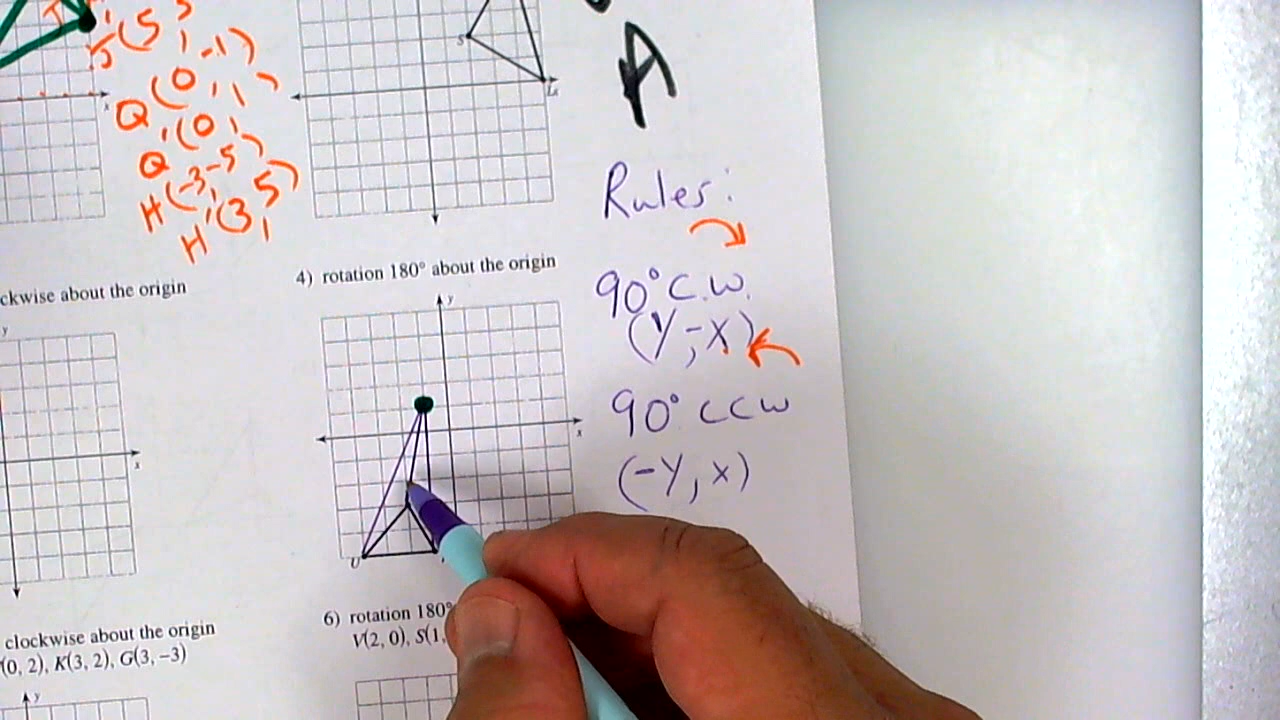 J'(5, -1)
Q(0, 1)
Q'(0,
H(-3, -5)
H'(3, 5)
S
L
x
A
Rules:
90° C.W.
(Y, -X)
90° CCW
(-Y, X)
ckwise about the origin
y
x
4) rotation 180° about the origin
y
x
U
clockwise about the origin
(0, 2), K(3, 2), G(3, −3)
y
6) rotation 180°
V(2, 0), S(1,